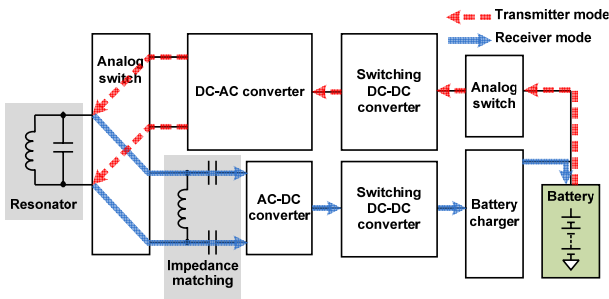 Transmitter mode
Receiver mode
Analog
switch
DC-AC converter
Switching
DC-DC
converter
Analog
switch
Resonator
Impedance
matching
AC-DC
converter
Switching
DC-DC
converter
Battery
charger
Battery